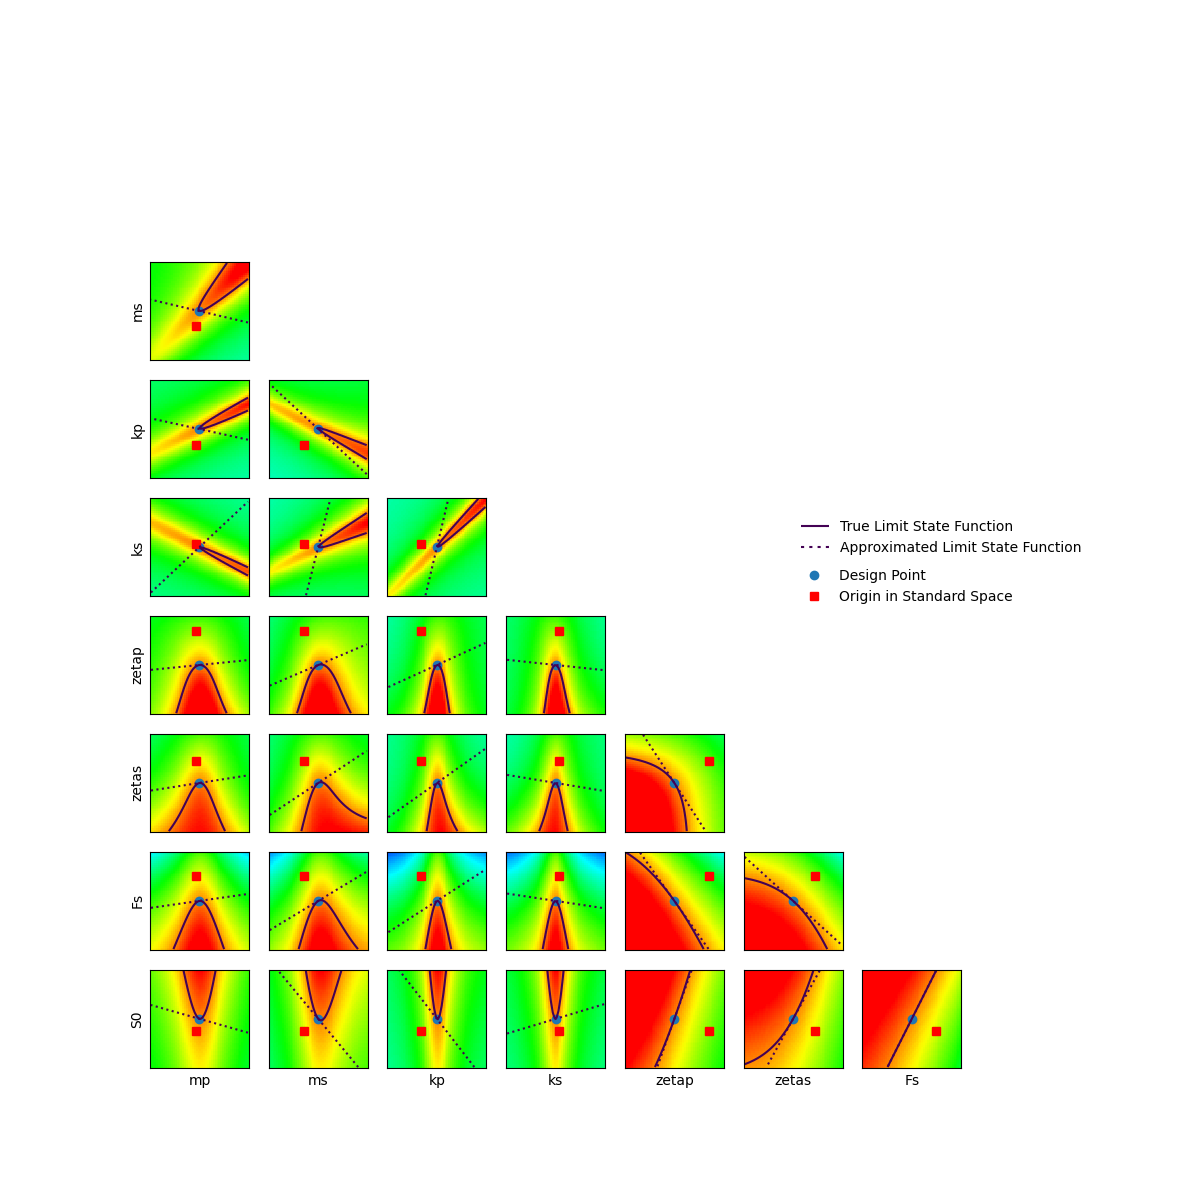 ms
kp
ks
True Limit State Function
Approximated Limit State Function
Design Point
Origin in Standard Space
zetap
zetas
Fs
S0
mp ms kp ks zetap zetas Fs